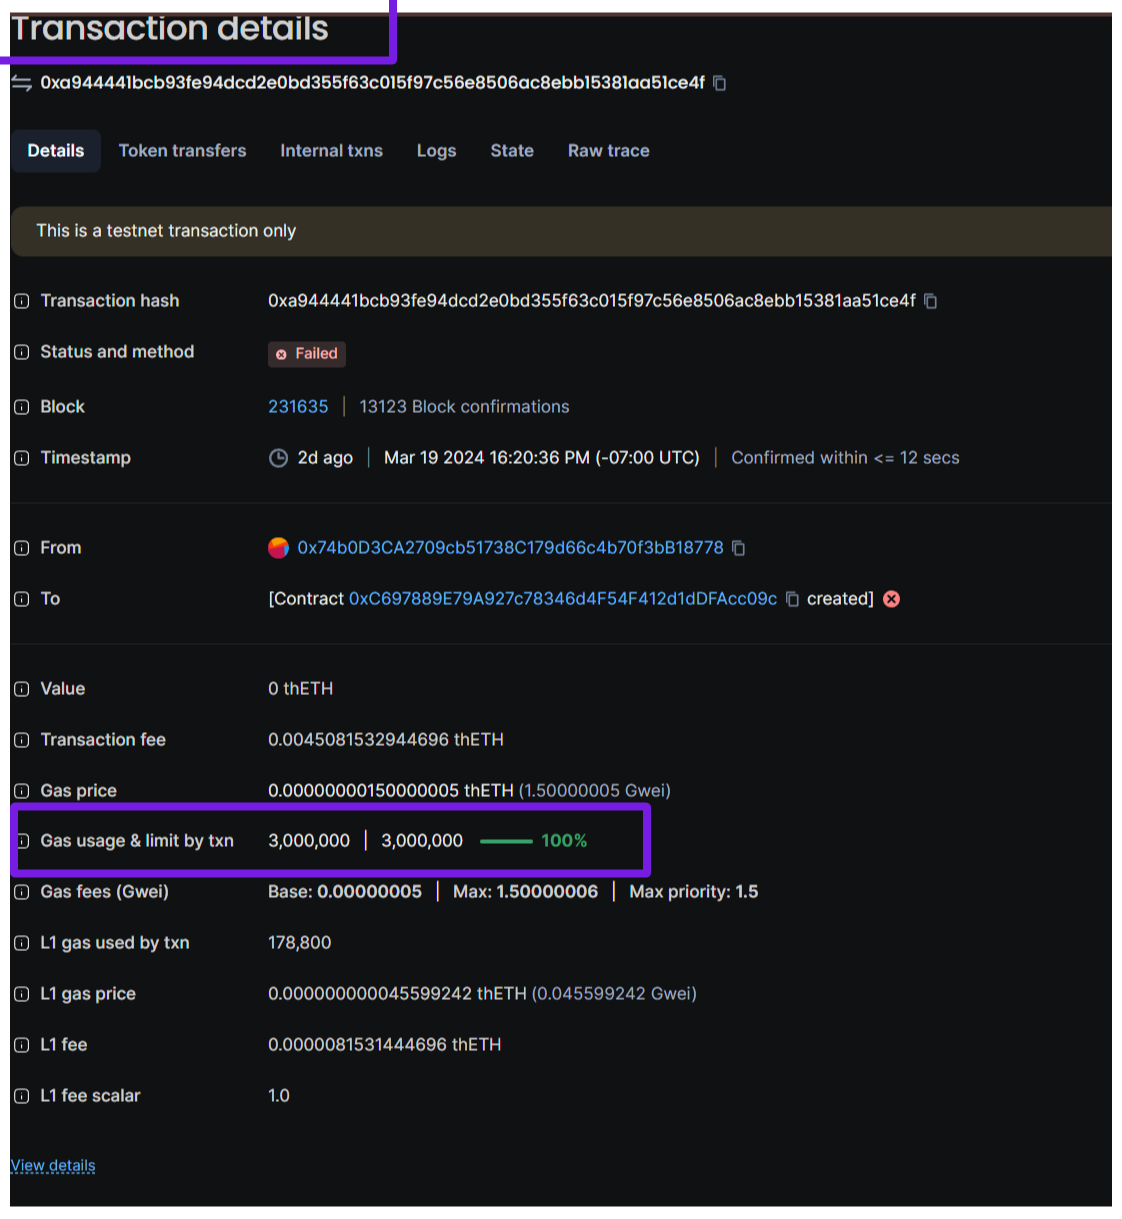 Transaction details
0xa944441bcb93fe94dcd2e0bd355f63c015f97c56e8506ac8ebb15381aa51ce4f
Details Token transfers Internal txns Logs State Raw trace
This is a testnet transaction only
Transaction hash 0xa944441bcb93fe94dcd2e0bd355f63c015f97c56e8506ac8ebb15381aa51ce4f
Status and method Failed
Block 231635 | 13123 Block confirmations
Timestamp 2d ago | Mar 19 2024 16:20:36 PM (-07:00 UTC) | Confirmed within <= 12 secs
From 0x74b0D3CA2709cb51738C179d66c4b70f3bB18778
To [Contract 0xC697889E79A927c78346d4F54F412d1dDFAcc09c created]
Value 0 thETH
Transaction fee 0.0045081532944696 thETH
Gas price 0.00000000150000005 thETH (1.50000005 Gwei)
Gas usage & limit by txn 3,000,000 | 3,000,000 100%
Gas fees (Gwei) Base: 0.00000005 | Max: 1.50000006 | Max priority: 1.5
L1 gas used by txn 178,800
L1 gas price 0.000000000045599242 thETH (0.045599242 Gwei)
L1 fee 0.0000081531444696 thETH
L1 fee scalar 1.0
View details